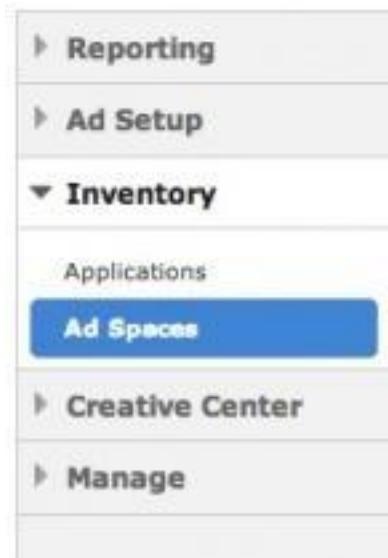 Reporting
Ad Setup
Inventory
Applications
Ad Spaces
Creative Center
Manage